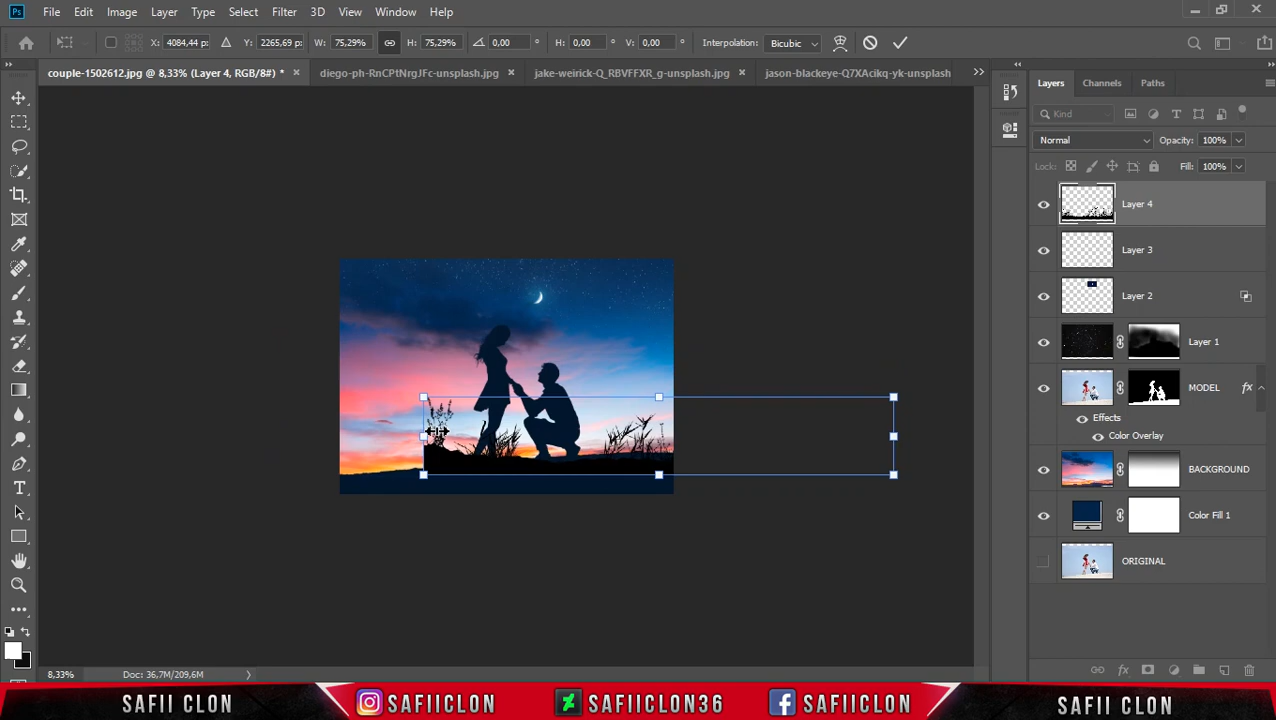 Ps File Edit Image Layer Type Select Filter 3D View Window Help
X: 4084,44 p: Y: 2265,69 p: W: 75,29% H: 75,29% 0,00 ° H: 0,00 ° V: 0,00 ° Interpolation: Bicubic
couple-1502612.jpg @ 8,33% (Layer 4, RGB/8#) * × diego-ph-RnCPtNrgJFc-unsplash.jpg × jake-weirick-Q_RBVFFXR_g-unsplash.jpg × jason-blackeye-Q7XAcikq-yk-unsplash
Layers Channels Paths
Kind
Normal Opacity: 100%
Lock: Fill: 100%
Layer 4
Layer 3
Layer 2
Layer 1
MODEL fx
Effects
Color Overlay
BACKGROUND
Color Fill 1
ORIGINAL
8,33% Doc: 36,7M/209,6M
fx
SAFII CLON SAFIICLON SAFIICLON36 SAFIICLON SAFII CLON